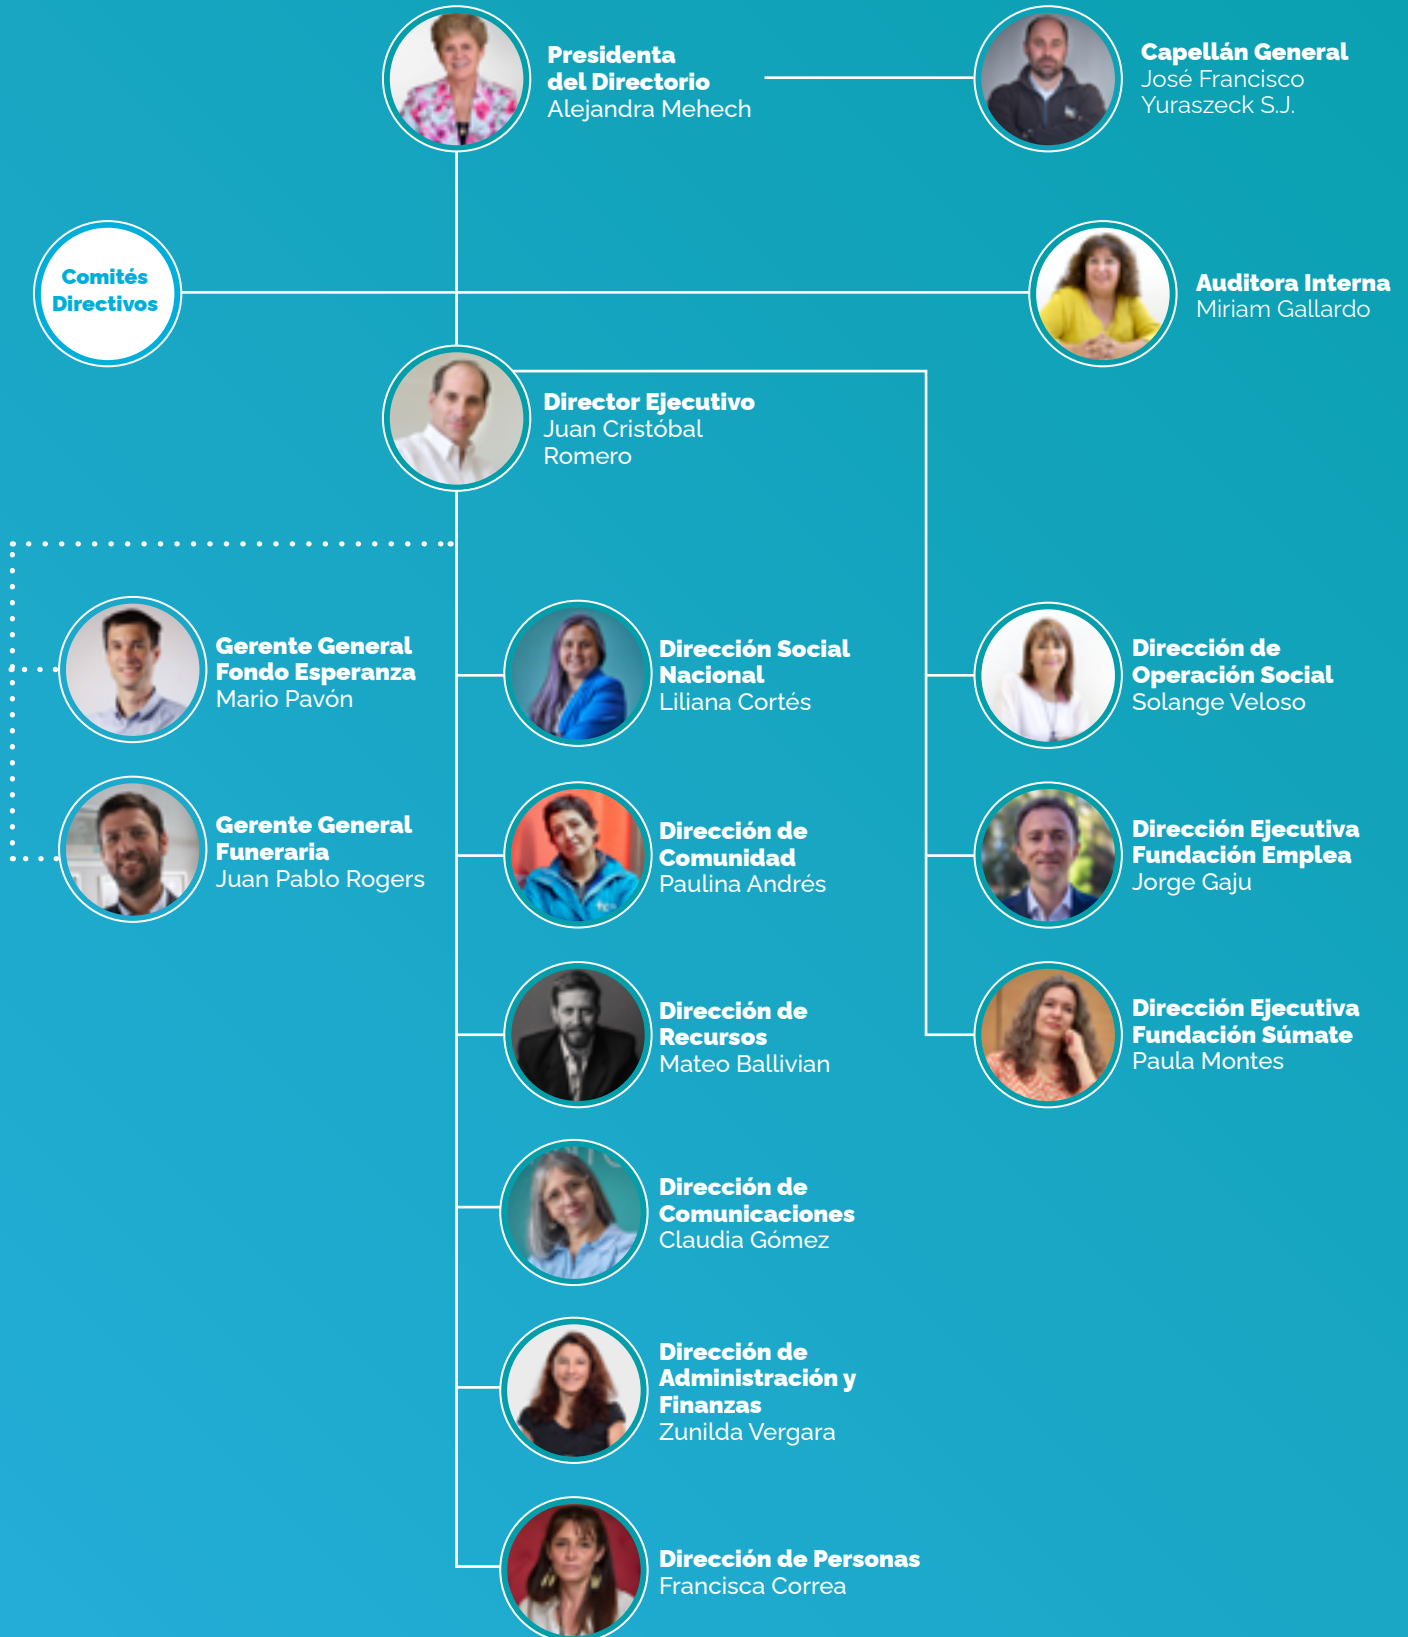 Presidenta
del Directorio
Alejandra Mehech
Capellán General
José Francisco
Yuraszeck S.J.
Comités
Directivos
Auditora Interna
Miriam Gallardo
Director Ejecutivo
Juan Cristóbal
Romero
Gerente General
Fondo Esperanza
Mario Pavón
Gerente General
Funeraria
Juan Pablo Rogers
Dirección Social
Nacional
Liliana Cortés
Dirección de
Comunidad
Paulina Andrés
Dirección de
Recursos
Mateo Ballivian
Dirección de
Comunicaciones
Claudia Gómez
Dirección de
Administración y
Finanzas
Zunilda Vergara
Dirección de Personas
Francisca Correa
Dirección de
Operación Social
Solange Veloso
Dirección Ejecutiva
Fundación Emplea
Jorge Gaju
Dirección Ejecutiva
Fundación Súmate
Paula Montes